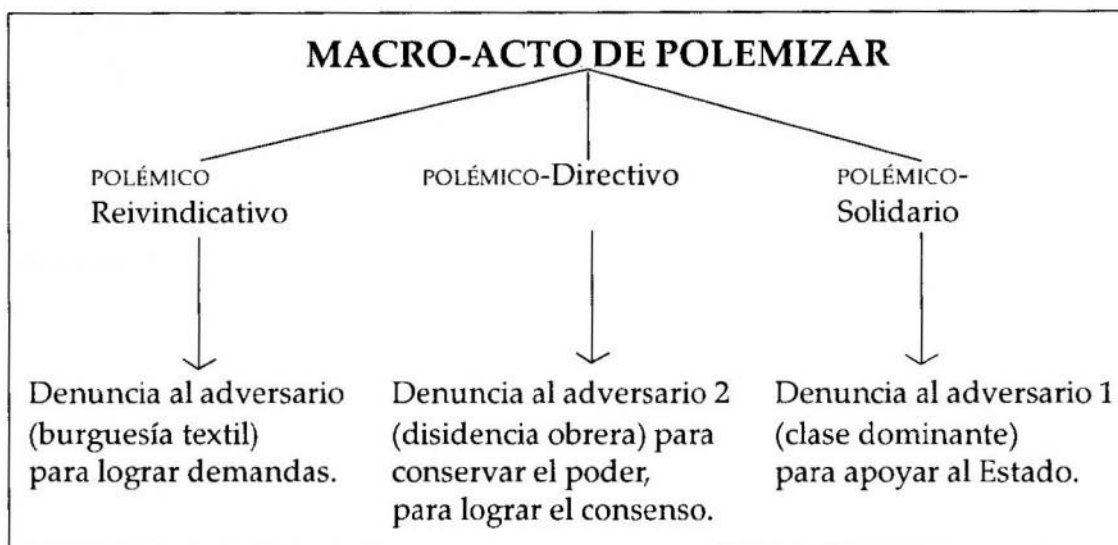 MACRO-ACTO DE POLEMIZAR
POLÉMICO
Reivindicativo
POLÉMICO-Directivo
POLÉMICO-
Solidario
Denuncia al adversario
(burguesía textil)
para lograr demandas.
Denuncia al adversario 2
(disidencia obrera) para
conservar el poder,
para lograr el consenso.
Denuncia al adversario 1
(clase dominante)
para apoyar al Estado.